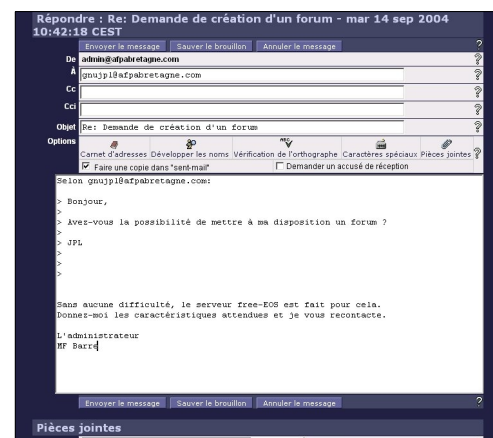 Répondre : Re: Demande de création d'un forum - mar 14 sep 2004
10:42:18 CEST
Envoyer le message Sauver le brouillon Annuler le message ?
De admin@afpabretagne.com ?
À gnujpl@afpabretagne.com ?
Cc ?
Cci ?
Objet Re: Demande de création d'un forum ?
Options
ABC
Carnet d'adresses Développer les noms Vérification de l'orthographe Caractères spéciaux Pièces jointes ?
Faire une copie dans "sent-mail" Demander un accusé de réception
Selon gnujpl@afpabretagne.com:
> Bonjour,
>
> Avez-vous la possibilité de mettre à ma disposition un forum ?
>
> JPL
>
>
>
Sans aucune difficulté, le serveur free-EOS est fait pour cela.
Donnez-moi les caractéristiques attendues et je vous recontacte.
L'administrateur
MF Barré
Envoyer le message Sauver le brouillon Annuler le message ?
Pièces jointes